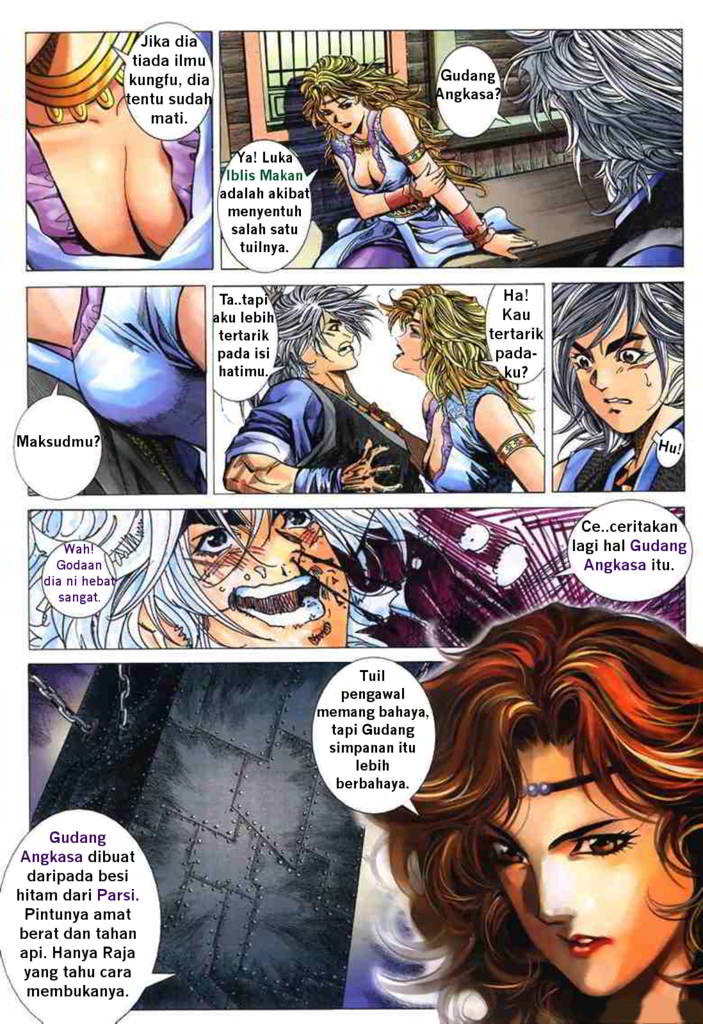 Jika dia
tiada ilmu
kungfu, dia
tentu sudah
mati.
Gudang
Angkasa?
Ya! Luka
Iblis Makan
adalah akibat
menyentuh
salah satu
tuilnya.
Maksudmu?
Ta..tapi
aku lebih
tertarik
pada isi
hatimu.
Ha!
Kau
tertarik
pada-
ku?
Hu!
Wah!
Godaan
dia ni hebat
sangat.
Ce..ceritakan
lagi hal Gudang
Angkasa itu.
Tuil
pengawal
memang bahaya,
tapi Gudang
simpanan itu
lebih
berbahaya.
Gudang
Angkasa dibuat
daripada besi
hitam dari Parsi.
Pintunya amat
berat dan tahan
api. Hanya Raja
yang tahu cara
membukanya.